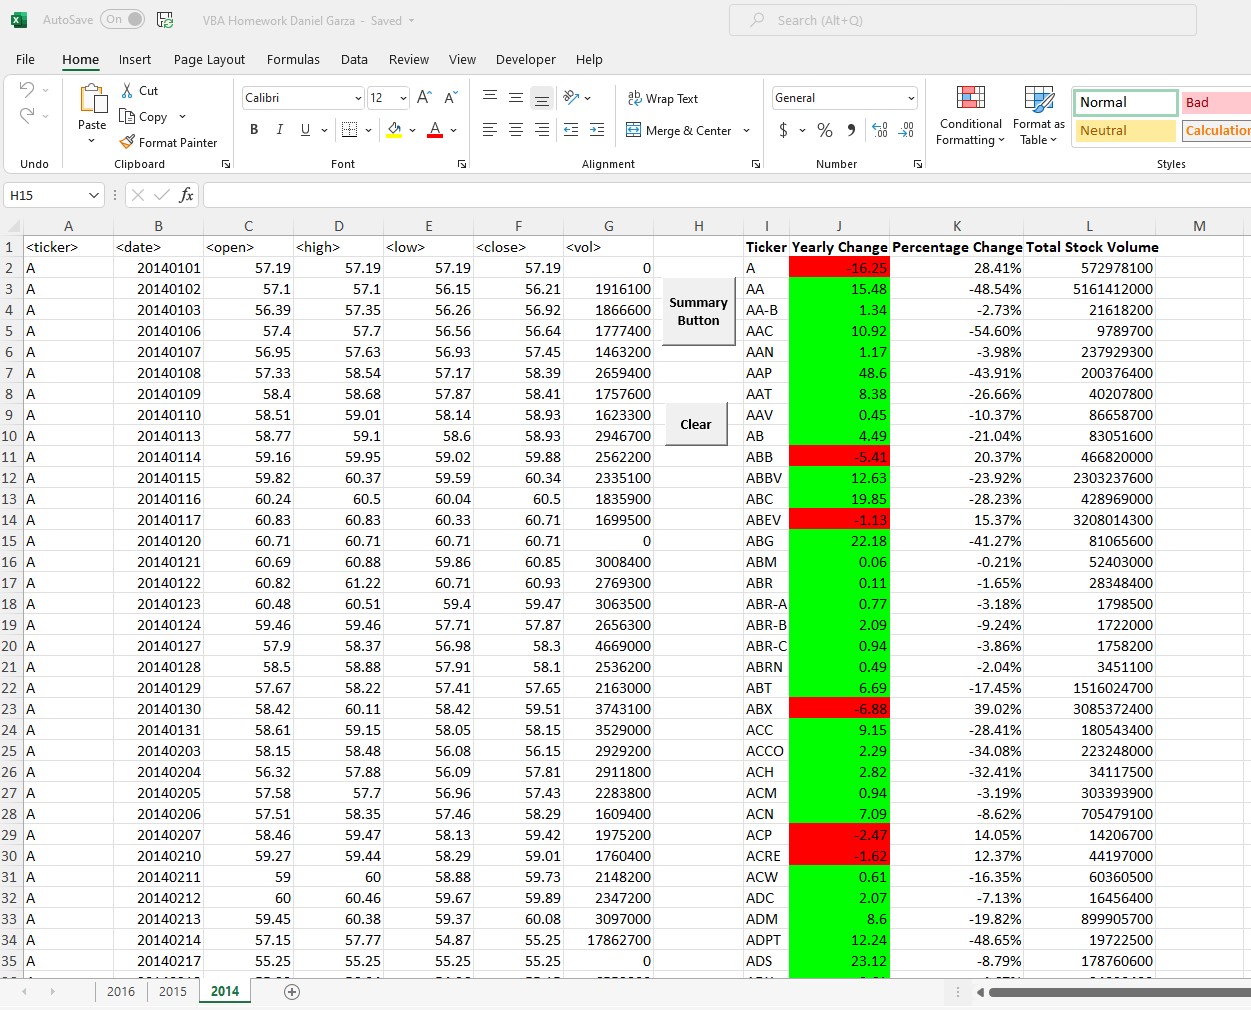 AutoSave On VBA Homework Daniel Garza - Saved Search (Alt+Q)
File Home Insert Page Layout Formulas Data Review View Developer Help
Cut Calibri 12 A A Wrap Text General Normal Bad
Paste Copy Conditional Formatting Format as Table Neutral Calculation
Format Painter B I U A Merge & Center $ % 9
Undo Clipboard Font Alignment Number Styles
H15 fx
A B C D E F G H I J K L M
1 <ticker> <date> <open> <high> <low> <close> <vol> Ticker Yearly Change Percentage Change Total Stock Volume
2 A 20140101 57.19 57.19 57.19 57.19 0 A -16.25 28.41% 572978100
3 A 20140102 57.1 57.1 56.15 56.21 1916100 Summary AA 15.48 -48.54% 5161412000
4 A 20140103 56.39 57.35 56.26 56.92 1866600 Button AA-B 1.34 -2.73% 21618200
5 A 20140106 57.4 57.7 56.56 56.64 1777400 AAC 10.92 -54.60% 9789700
6 A 20140107 56.95 57.63 56.93 57.45 1463200 AAN 1.17 -3.98% 237929300
7 A 20140108 57.33 58.54 57.17 58.39 2659400 AAP 48.6 -43.91% 200376400
8 A 20140109 58.4 58.68 57.87 58.41 1757600 AAT 8.38 -26.66% 40207800
9 A 20140110 58.51 59.01 58.14 58.93 1623300 AAV 0.45 -10.37% 86658700
10 A 20140113 58.77 59.1 58.6 58.93 2946700 Clear AB 4.49 -21.04% 83051600
11 A 20140114 59.16 59.95 59.02 59.88 2562200 ABB -5.41 20.37% 466820000
12 A 20140115 59.82 60.37 59.59 60.34 2335100 ABBV 12.63 -23.92% 2303237600
13 A 20140116 60.24 60.5 60.04 60.5 1835900 ABC 19.85 -28.23% 428969000
14 A 20140117 60.83 60.83 60.33 60.71 1699500 ABEV -1.13 15.37% 3208014300
15 A 20140120 60.71 60.71 60.71 60.71 0 ABG 22.18 -41.27% 81065600
16 A 20140121 60.69 60.88 59.86 60.85 3008400 ABM 0.06 -0.21% 52403000
17 A 20140122 60.82 61.22 60.71 60.93 2769300 ABR 0.11 -1.65% 28348400
18 A 20140123 60.48 60.51 59.4 59.47 3063500 ABR-A 0.77 -3.18% 1798500
19 A 20140124 59.46 59.46 57.71 57.87 2656300 ABR-B 2.09 -9.24% 1722000
20 A 20140127 57.9 58.37 56.98 58.3 4669000 ABR-C 0.94 -3.86% 1758200
21 A 20140128 58.5 58.88 57.91 58.1 2536200 ABRN 0.49 -2.04% 3451100
22 A 20140129 57.67 58.22 57.41 57.65 2163000 ABT 6.69 -17.45% 1516024700
23 A 20140130 58.42 60.11 58.42 59.51 3743100 ABX -6.88 39.02% 3085372400
24 A 20140131 58.61 59.15 58.05 58.15 3529000 ACC 9.15 -28.41% 180543400
25 A 20140203 58.15 58.48 56.08 56.15 2929200 ACCO 2.29 -34.08% 223248000
26 A 20140204 56.32 57.88 56.09 57.81 2911800 ACH 2.82 -32.41% 34117500
27 A 20140205 57.58 57.7 56.96 57.43 2283800 ACM 0.94 -3.19% 303393900
28 A 20140206 57.51 58.35 57.46 58.29 1609400 ACN 7.09 -8.62% 705479100
29 A 20140207 58.46 59.47 58.13 59.42 1975200 ACP -2.47 14.05% 14206700
30 A 20140210 59.27 59.44 58.29 59.01 1760400 ACRE -1.62 12.37% 44197000
31 A 20140211 59 60 58.88 59.73 2148200 ACW 0.61 -16.35% 60360500
32 A 20140212 60 60.46 59.67 59.89 2347200 ADC 2.07 -7.13% 16456400
33 A 20140213 59.45 60.38 59.37 60.08 3097000 ADM 8.6 -19.82% 899905700
34 A 20140214 57.15 57.77 54.87 55.25 17862700 ADPT 12.24 -48.65% 19722500
35 A 20140217 55.25 55.25 55.25 55.25 0 ADS 23.12 -8.79% 178760600
2016 2015 2014